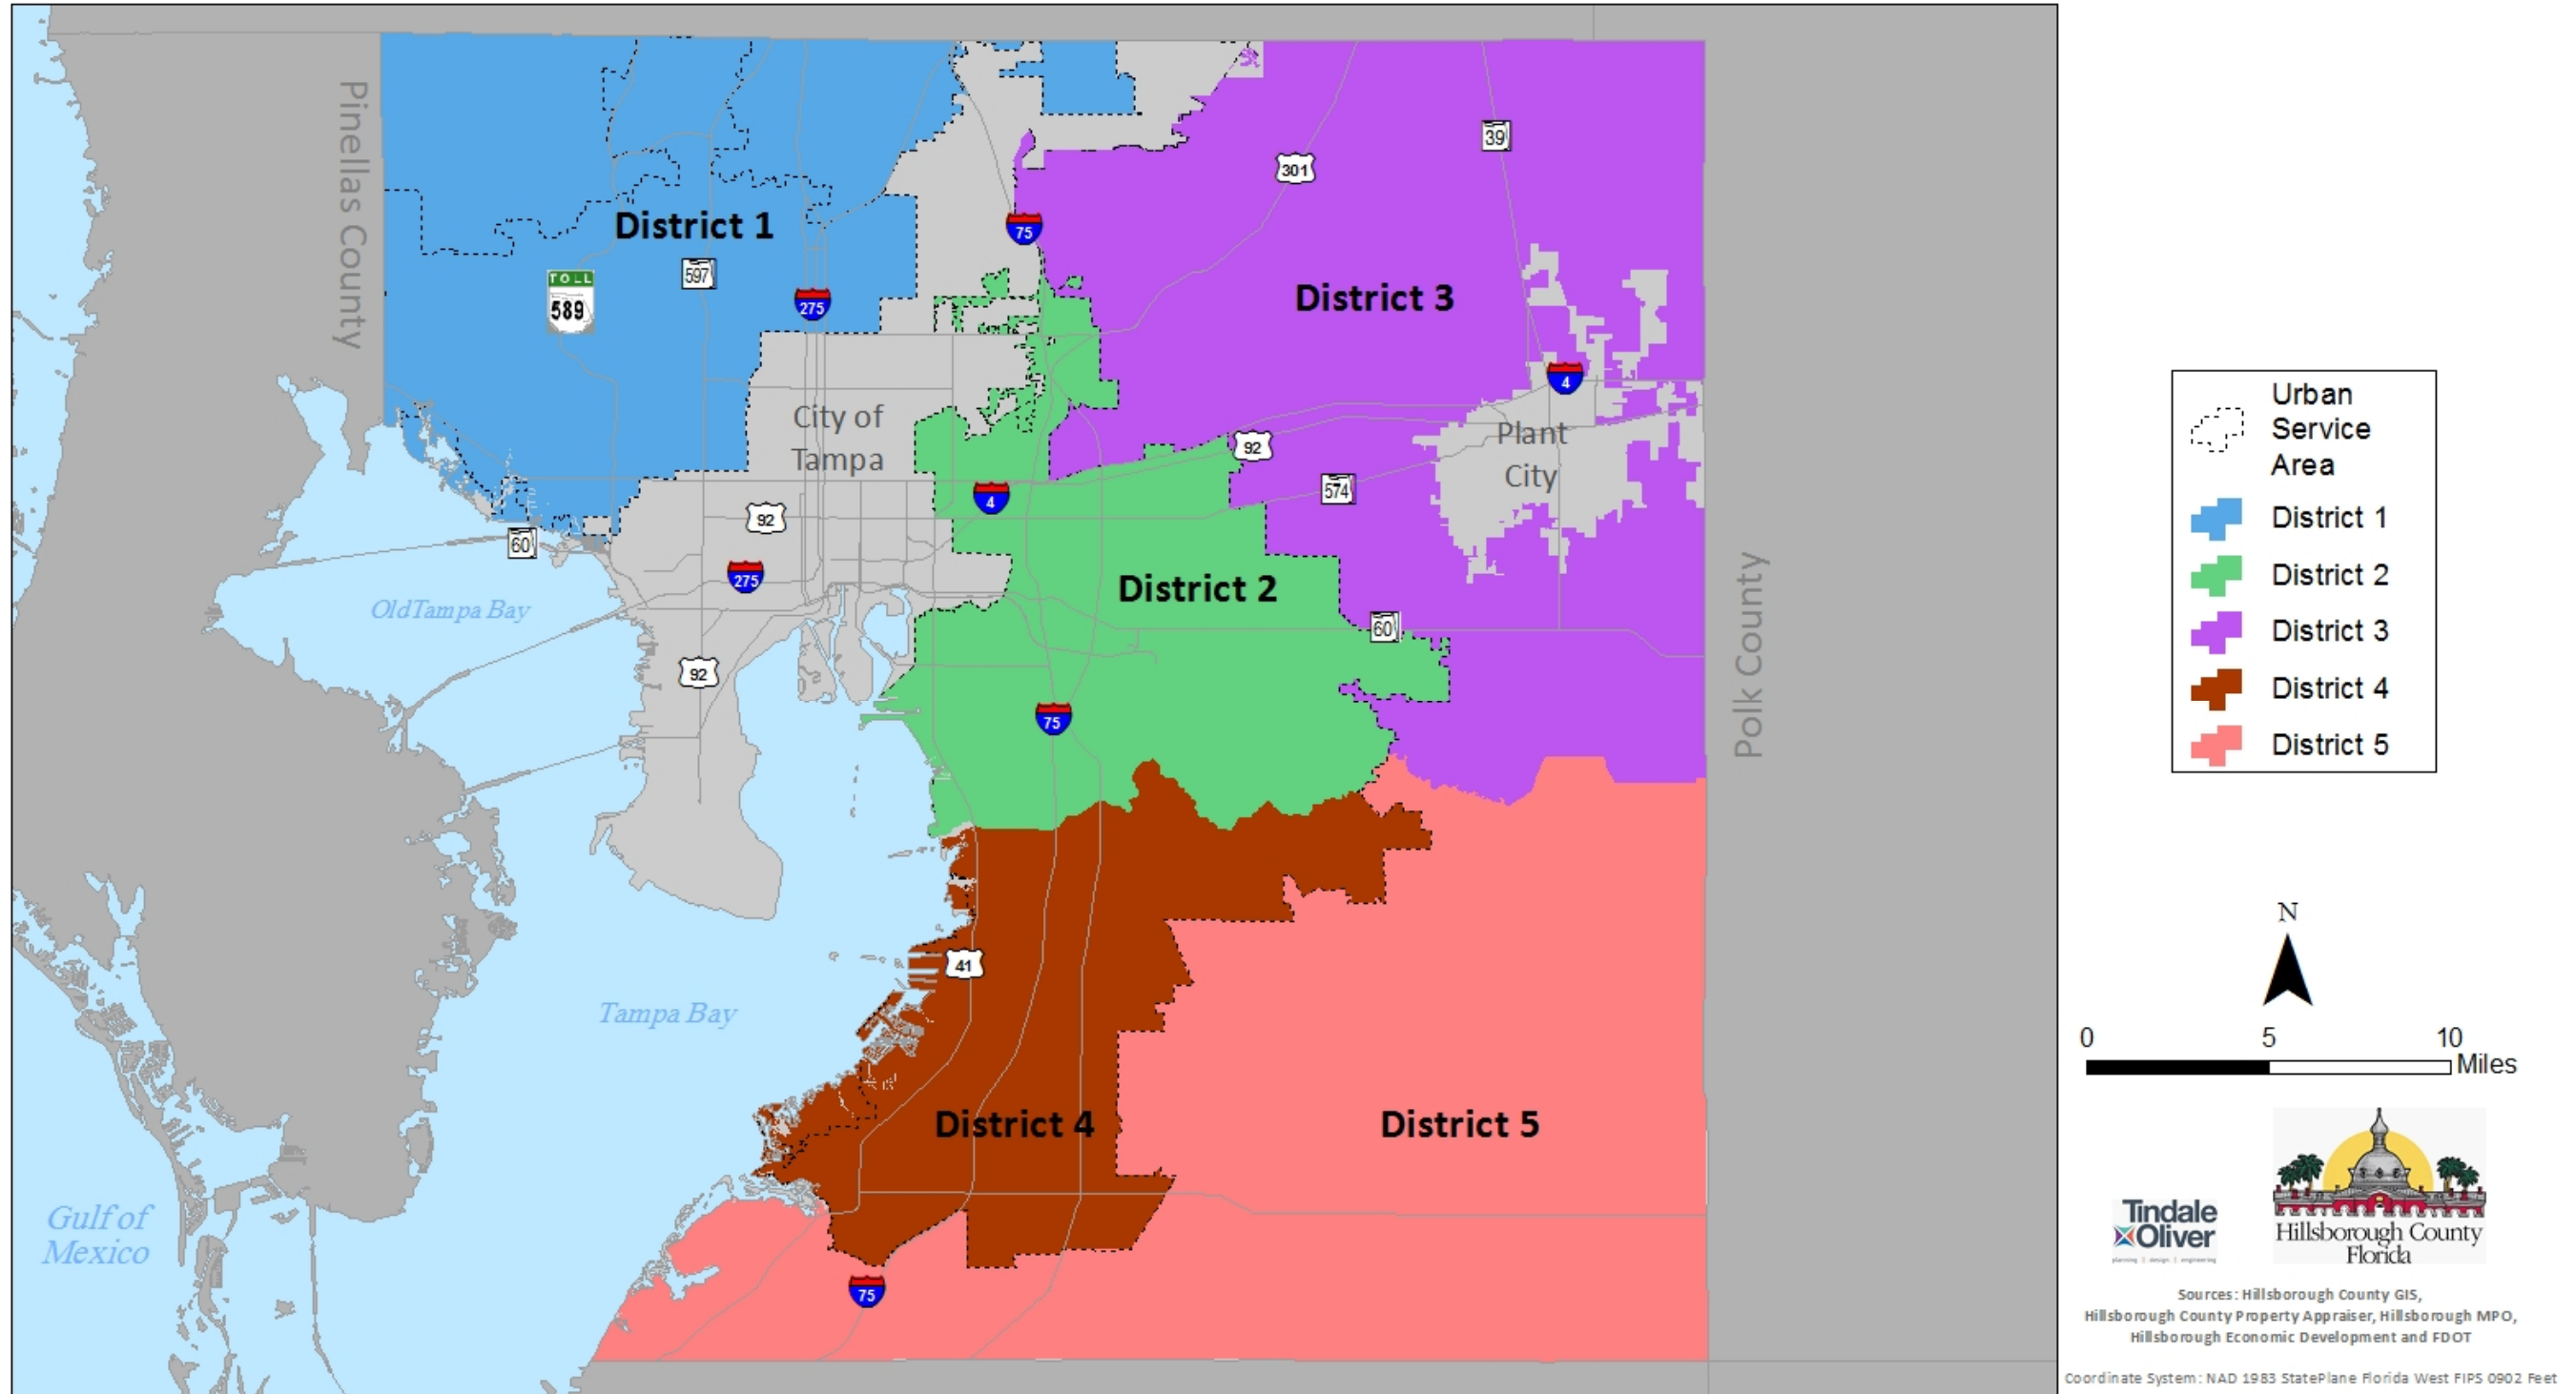 Pinellas County
39
301
District 1
75
597
TOLL
589
275
District 3
4
City of
Tampa
Plant
City
92
574
4
92
60
275
District 2
OldTampa Bay
60
92
75
Polk County
41
Tampa Bay
District 4
District 5
Gulf of
Mexico
75
Urban
Service
Area
District 1
District 2
District 3
District 4
District 5
N
0 5 10
Miles
Tindale
Oliver
planning | design | engineering
Hillsborough County
Florida
Sources: Hillsborough County GIS,
Hillsborough County Property Appraiser, Hillsborough MPO,
Hillsborough Economic Development and FDOT
Coordinate System: NAD 1983 StatePlane Florida West FIPS 0902 Feet